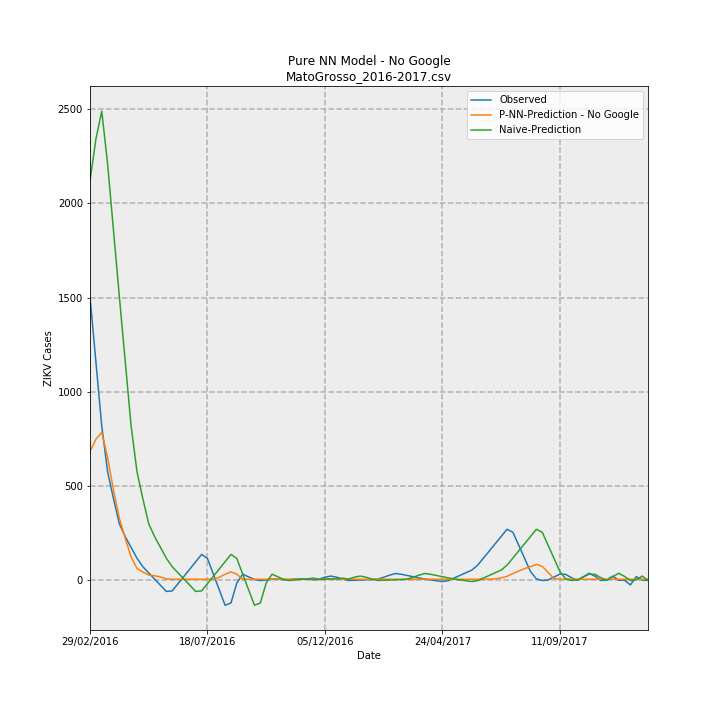 Pure NN Model - No Google
MatoGrosso_2016-2017.csv
Observed
P-NN-Prediction - No Google
Naive-Prediction
2500
2000
1500
1000
500
0
ZIKV Cases
29/02/2016
18/07/2016
05/12/2016
24/04/2017
11/09/2017
Date